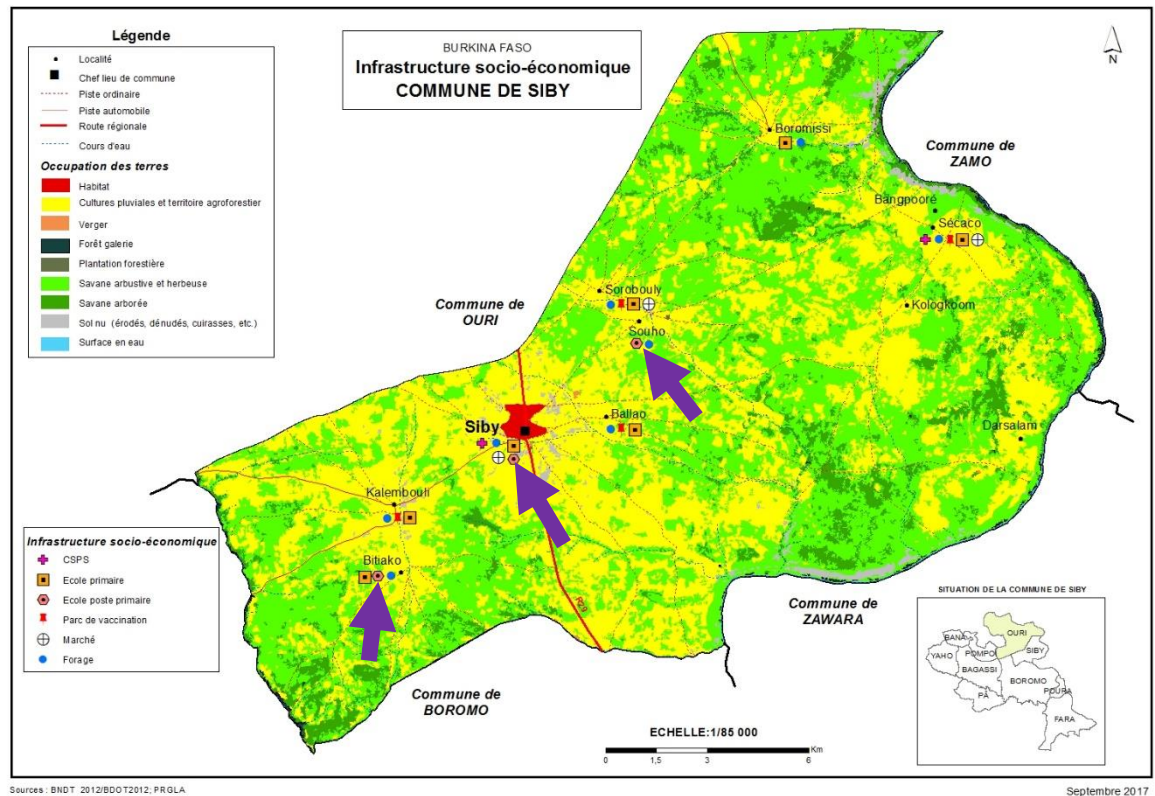 BURKINA FASO
Infrastructure socio-économique
COMMUNE DE SIBY
N
Légende
Localité
Chef lieu de commune
Piste ordinaire
Piste automobile
Route régionale
Cours d'eau
Occupation des terres
Habitat
Cultures pluviales et territoire agroforestier
Verger
Forêt galerie
Plantation forestière
Savane arbustive et herbeuse
Savane arborée
Sol nu (érodés, dénudés, cuirasses, etc.)
Surface en eau
Boromissi
Commune de
ZAMO
Bangpooré
Sécaco
Commune de
OURI
Sorobouly
Kologkoom
Souho
Siby
Ballao
Darsalam
Kalembouli
Bitiako
R29
Commune de
ZAWARA
Commune de
BOROMO
Infrastructure socio-économique
CSPS
Ecole primaire
Ecole poste primaire
Parc de vaccination
Marché
Forage
ECHELLE:1/85 000
Km
0 1,5 3 6
SITUATION DE LA COMMUNE DE SIBY
OURI
BANA
SIBY
YAHO
POMPOI
BAGASSI
BOROMO
PA
POURA
FARA
Sources : BNDT 2012/BDOT2012; PRGLA
Septembre 2017